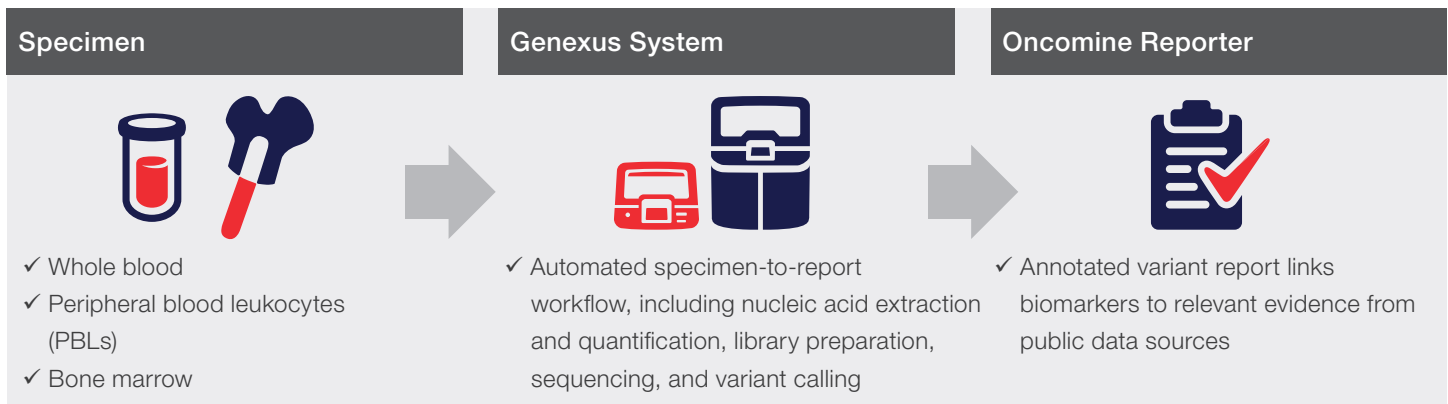 Specimen
Genexus System
Oncomine Reporter
✓ Whole blood
✓ Peripheral blood leukocytes
(PBLs)
✓ Bone marrow
✓ Automated specimen-to-report
workflow, including nucleic acid extraction
and quantification, library preparation,
sequencing, and variant calling
✓ Annotated variant report links
biomarkers to relevant evidence from
public data sources